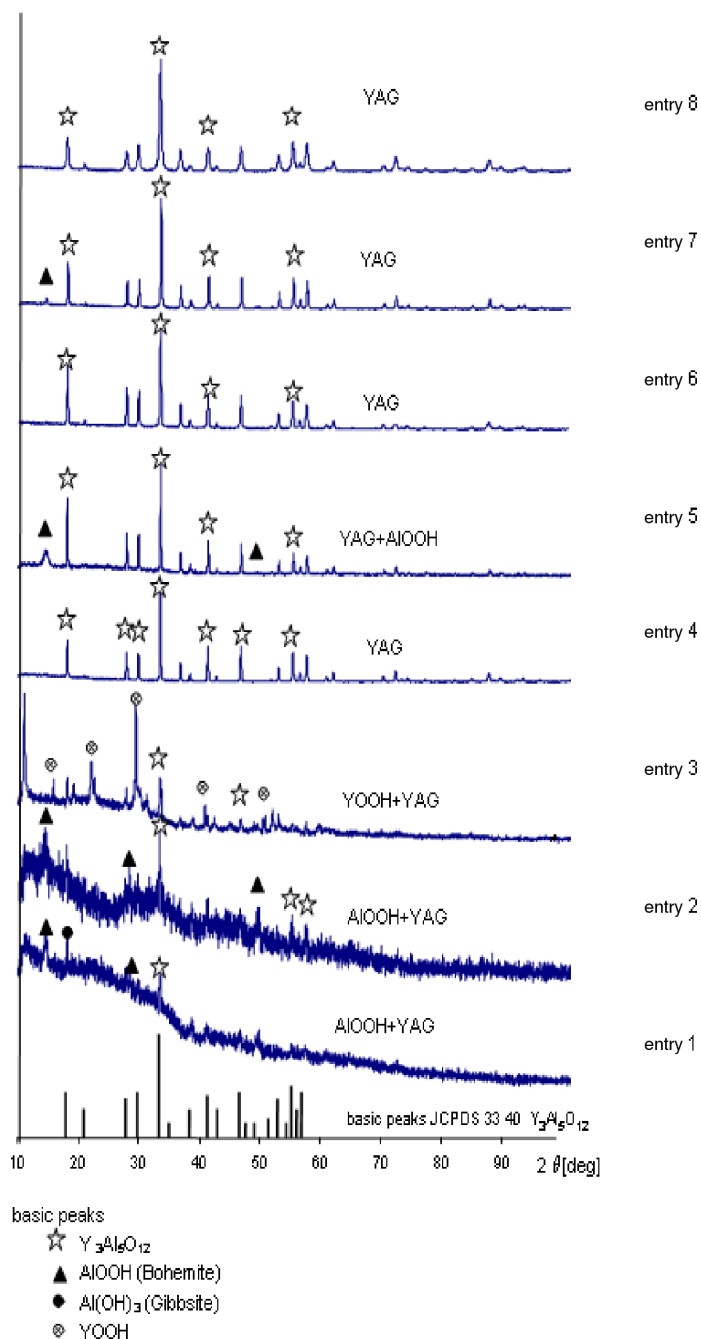 YAG entry 8
YAG entry 7
YAG entry 6
YAG+AlOOH entry 5
YAG entry 4
YOOH+YAG entry 3
AlOOH+YAG entry 2
AlOOH+YAG entry 1
basic peaks JCPDS 33 40 Y3Al5O12
10 20 30 40 50 60 70 80 90 2 θ[deg]
basic peaks
Y3Al5O12
AlOOH (Bohemite)
Al(OH)3 (Gibbsite)
YOOH